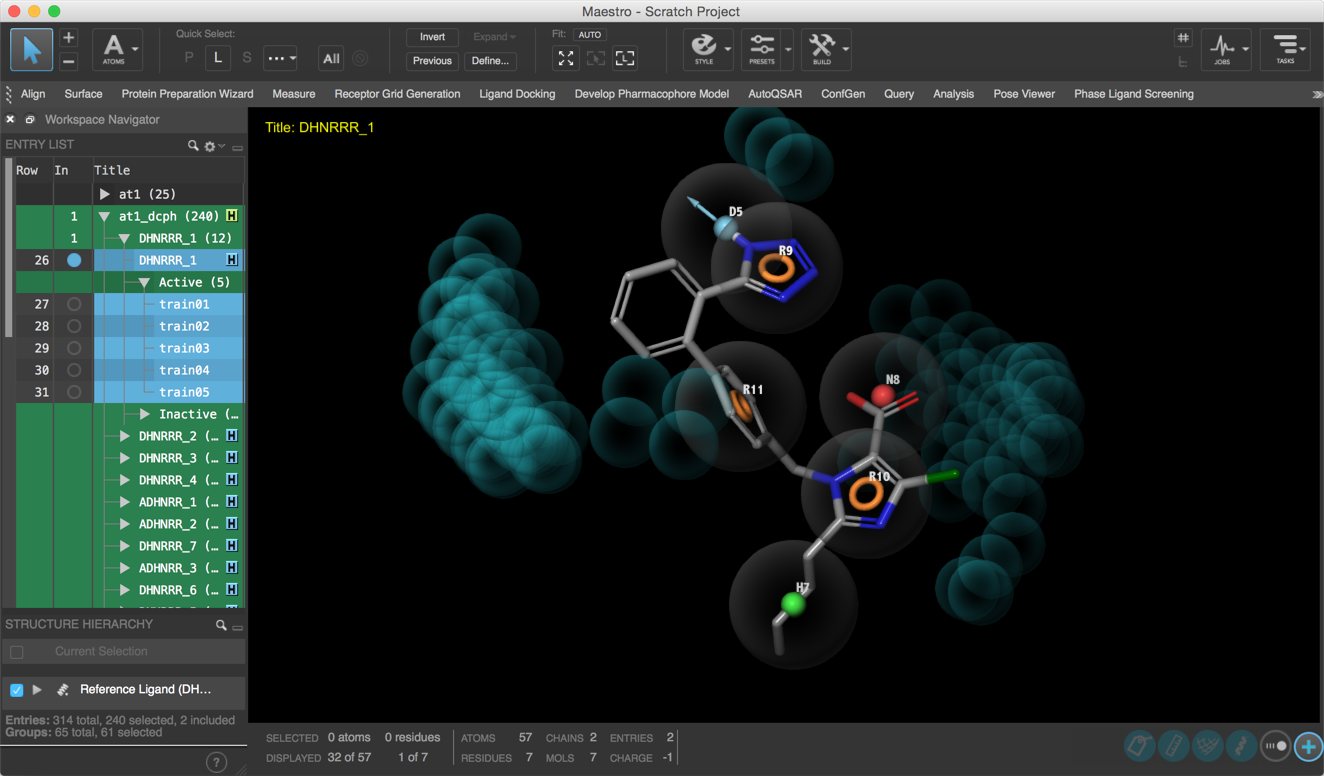 Maestro - Scratch Project
Quick Select:
Fit: AUTO
Invert Expand
A ATOMS P L S ... All
Previous Define...
STYLE PRESETS BUILD JOBS TASKS
Align Surface Protein Preparation Wizard Measure Receptor Grid Generation Ligand Docking Develop Pharmacophore Model AutoQSAR ConfGen Query Analysis Pose Viewer Phase Ligand Screening
Workspace Navigator
ENTRY LIST
Row In Title
at1 (25)
1 at1_dcph (240) H
1 DHNRRR_1 (12)
26 DHNRRR_1 H
Active (5)
27 train01
28 train02
29 train03
30 train04
31 train05
Inactive (…
DHNRRR_2 (… H
DHNRRR_3 (… H
DHNRRR_4 (… H
ADHNRR_1 (… H
ADHNRR_2 (… H
DHNRRR_7 (… H
ADHNRR_3 (… H
DHNRRR_6 (… H
STRUCTURE HIERARCHY
Current Selection
Reference Ligand (DH...
Entries: 314 total, 240 selected, 2 included
Groups: 65 total, 61 selected
?
Title: DHNRRR_1
D5
R9
R11
N8
R10
H7
SELECTED 0 atoms 0 residues ATOMS 57 CHAINS 2 ENTRIES 2
DISPLAYED 32 of 57 1 of 7 RESIDUES 7 MOLS 7 CHARGE -1